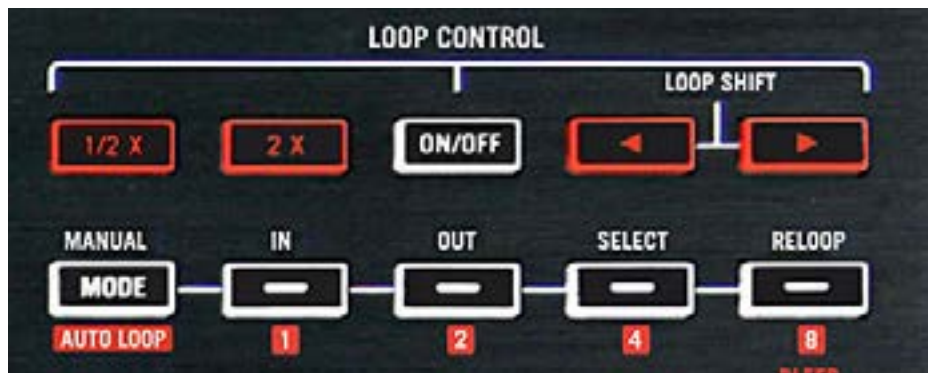 LOOP CONTROL
LOOP SHIFT
1/2 X 2 X ON/OFF
MANUAL IN OUT SELECT RELOOP
MODE
AUTO LOOP 1 2 4 8